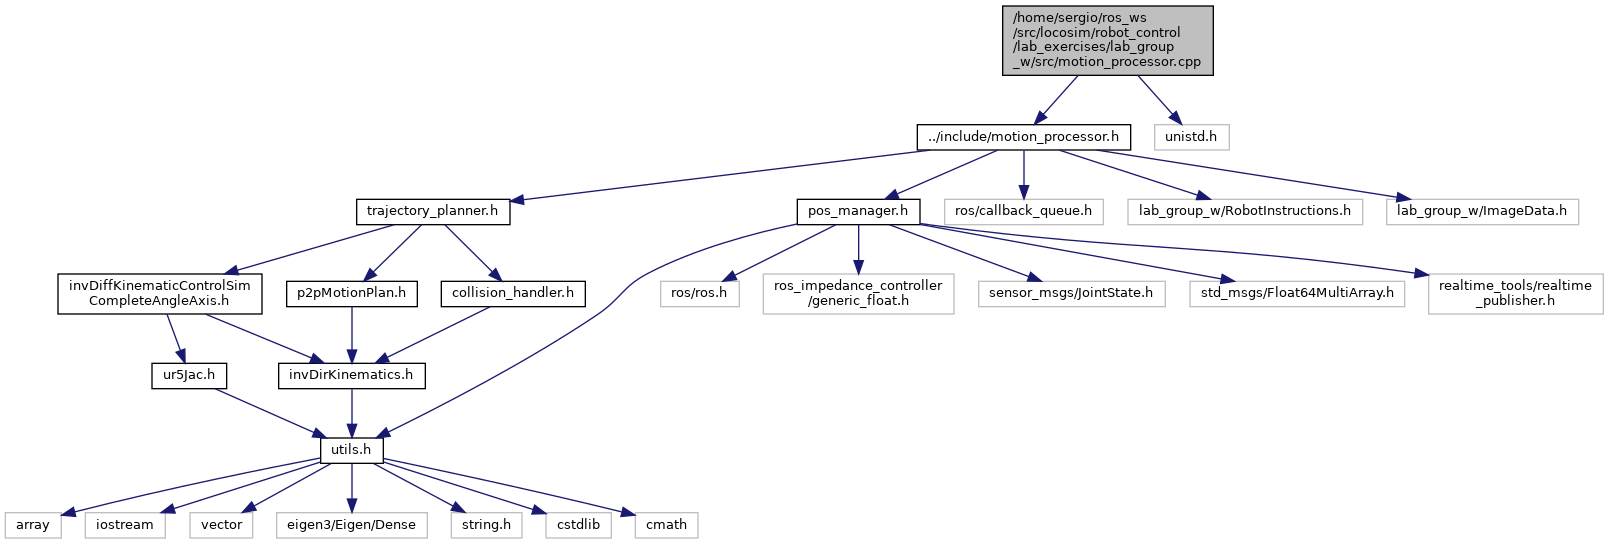 /home/sergio/ros_ws
/src/locosim/robot_control
/lab_exercises/lab_group
_w/src/motion_processor.cpp
../include/motion_processor.h
unistd.h
trajectory_planner.h
pos_manager.h
ros/callback_queue.h
lab_group_w/RobotInstructions.h
lab_group_w/ImageData.h
invDiffKinematicControlSim
CompleteAngleAxis.h
p2pMotionPlan.h
collision_handler.h
ros/ros.h
ros_impedance_controller
/generic_float.h
sensor_msgs/JointState.h
std_msgs/Float64MultiArray.h
realtime_tools/realtime
_publisher.h
ur5Jac.h
invDirKinematics.h
utils.h
array
iostream
vector
eigen3/Eigen/Dense
string.h
cstdlib
cmath